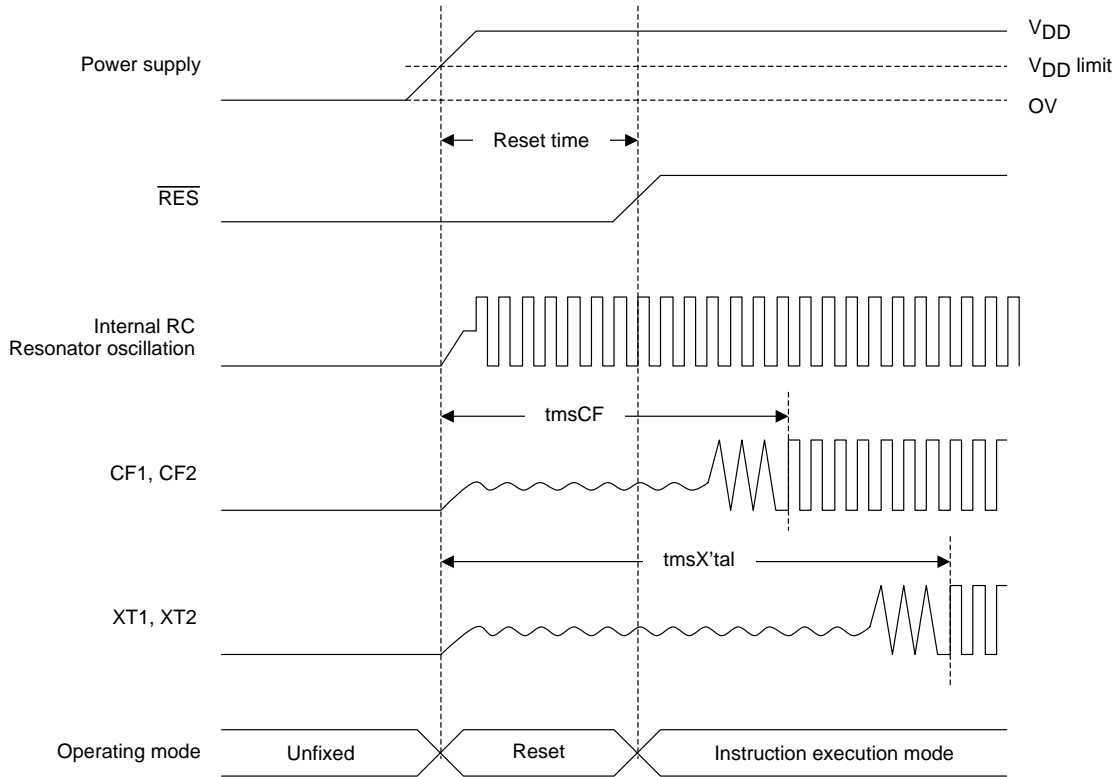 VDD
Power supply
VDD limit
OV
Reset time
RES
Internal RC
Resonator oscillation
tmsCF
CF1, CF2
tmsX'tal
XT1, XT2
Operating mode
Unfixed
Reset
Instruction execution mode